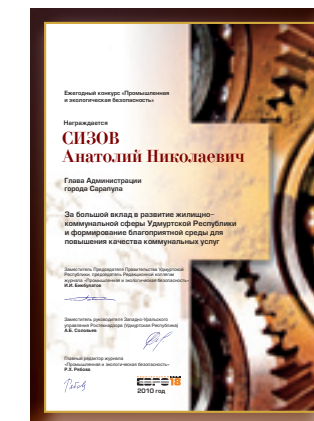 Ежегодный конкурс «Промышленная
и экологическая безопасность»
Награждается
СИЗОВ
Анатолий Николаевич
Глава Администрации
города Сарапула
За большой вклад в развитие жилищно-
коммунальной сферы Удмуртской Республики
и формирование благоприятной среды для
повышения качества коммунальных услуг
Заместитель Председателя Правительства Удмуртской
Республики, председатель Редакционной коллегии
журнала «Промышленная и экологическая безопасность»
Заместитель руководителя Западно-Уральского
управления Ростехнадзора (Удмуртская Республика)
А.Б. Соловьев
Главный редактор журнала
«Промышленная и экологическая безопасность»
Р.Х. Ребова
2010 год